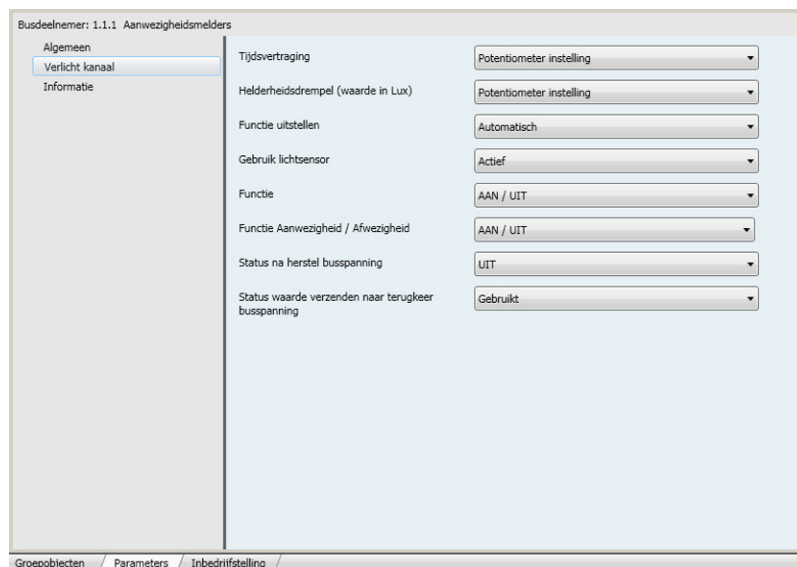 Busdeelnemer: 1.1.1 Aanwezigheidsmelders
Algemeen
Verlicht kanaal
Informatie
Tijdsvertraging
Potentiometer instelling
Helderheidsdrempel (waarde in Lux)
Potentiometer instelling
Functie uitstellen
Automatisch
Gebruik lichtsensor
Actief
Functie
AAN / UIT
Functie Aanwezigheid / Afwezigheid
AAN / UIT
Status na herstel busspanning
UIT
Status waarde verzenden naar terugkeer
busspanning
Gebruikt
Groepobjecten / Parameters / Inbedrijfstelling /